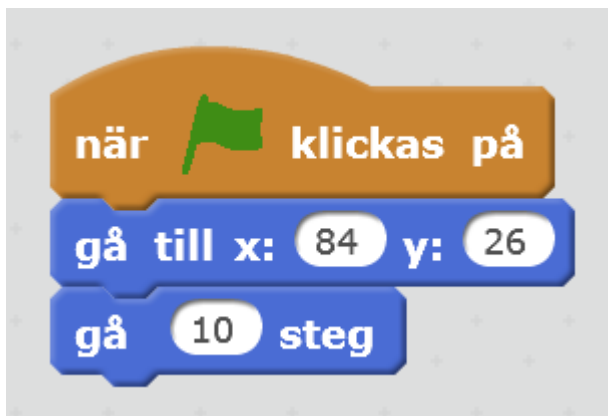 när klickas på
gå till x: 84 y: 26
gå 10 steg